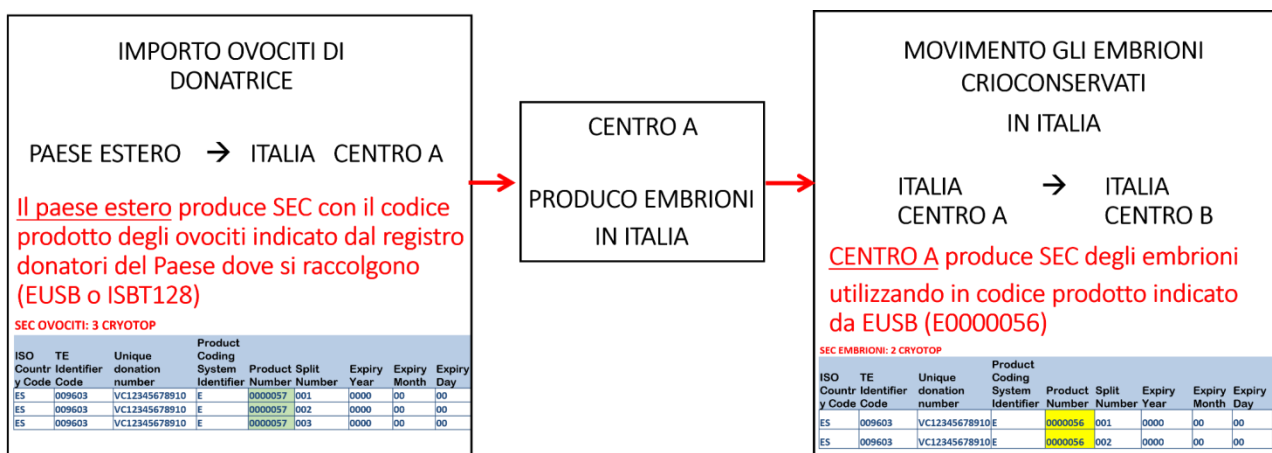 IMPORTO OVOCITI DI
DONATRICE
PAESE ESTERO → ITALIA CENTRO A
Il paese estero produce SEC con il codice
prodotto degli ovociti indicato dal registro
donatori del Paese dove si raccolgono
(EUSB o ISBT128)
SEC OVOCITI: 3 CRYOTOP
Product
ISO TE Unique Coding
Countr Identifier donation System Product Split Expiry Expiry Expiry
y Code Code number Identifier Number Number Year Month Day
ES 009603 VC12345678910 E 0000057 001 0000 00 00
ES 009603 VC12345678910 E 0000057 002 0000 00 00
ES 009603 VC12345678910 E 0000057 003 0000 00 00
CENTRO A
PRODUCO EMBRIONI
IN ITALIA
MOVIMENTO GLI EMBRIONI
CRIOCONSERVATI
IN ITALIA
ITALIA → ITALIA
CENTRO A CENTRO B
CENTRO A produce SEC degli embrioni
utilizzando in codice prodotto indicato
da EUSB (E0000056)
SEC EMBRIONI: 2 CRYOTOP
Product
ISO TE Unique Coding
Countr Identifier donation System Product Split Expiry Expiry Expiry
y Code Code number Identifier Number Number Year Month Day
ES 009603 VC12345678910 E 0000056 001 0000 00 00
ES 009603 VC12345678910 E 0000056 002 0000 00 00